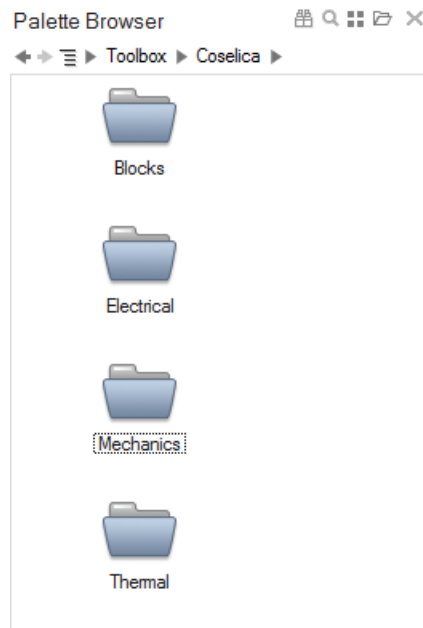 Palette Browser
Toolbox Coselica
Blocks
Electrical
Mechanics
Thermal